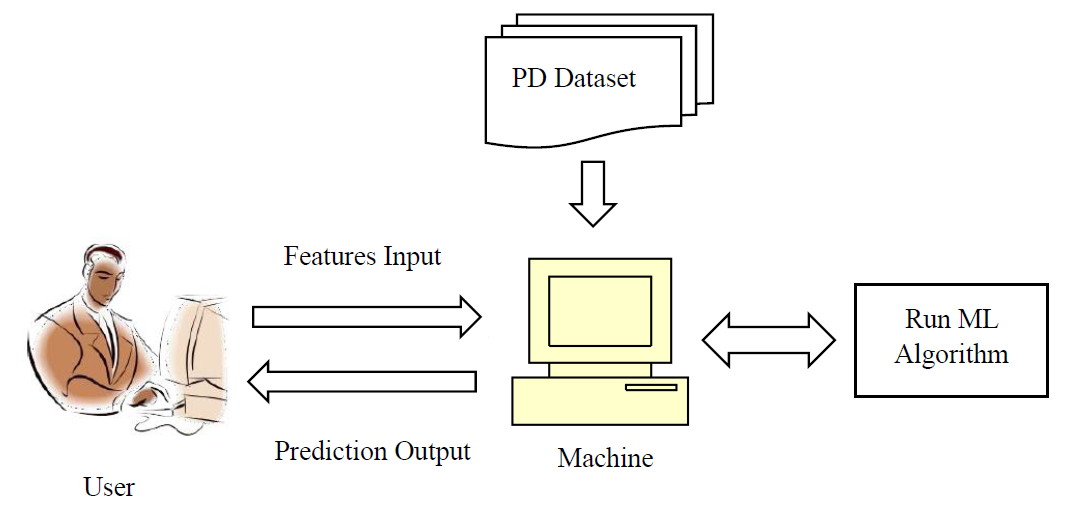 PD Dataset
Features Input
Run ML
Algorithm
Prediction Output
Machine
User